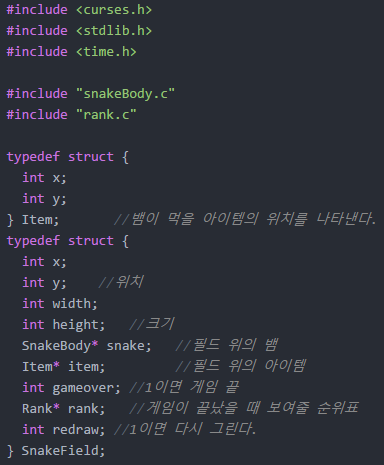 #include <curses.h>
#include <stdlib.h>
#include <time.h>
#include "snakeBody.c"
#include "rank.c"
typedef struct {
int x;
int y;
} Item; //뱀이 먹을 아이템의 위치를 나타낸다.
typedef struct {
int x;
int y; //위치
int width;
int height; //크기
SnakeBody* snake; //필드 위의 뱀
Item* item; //필드 위의 아이템
int gameover; //1이면 게임 끝
Rank* rank; //게임이 끝났을 때 보여줄 순위표
int redraw; //1이면 다시 그린다.
} SnakeField;